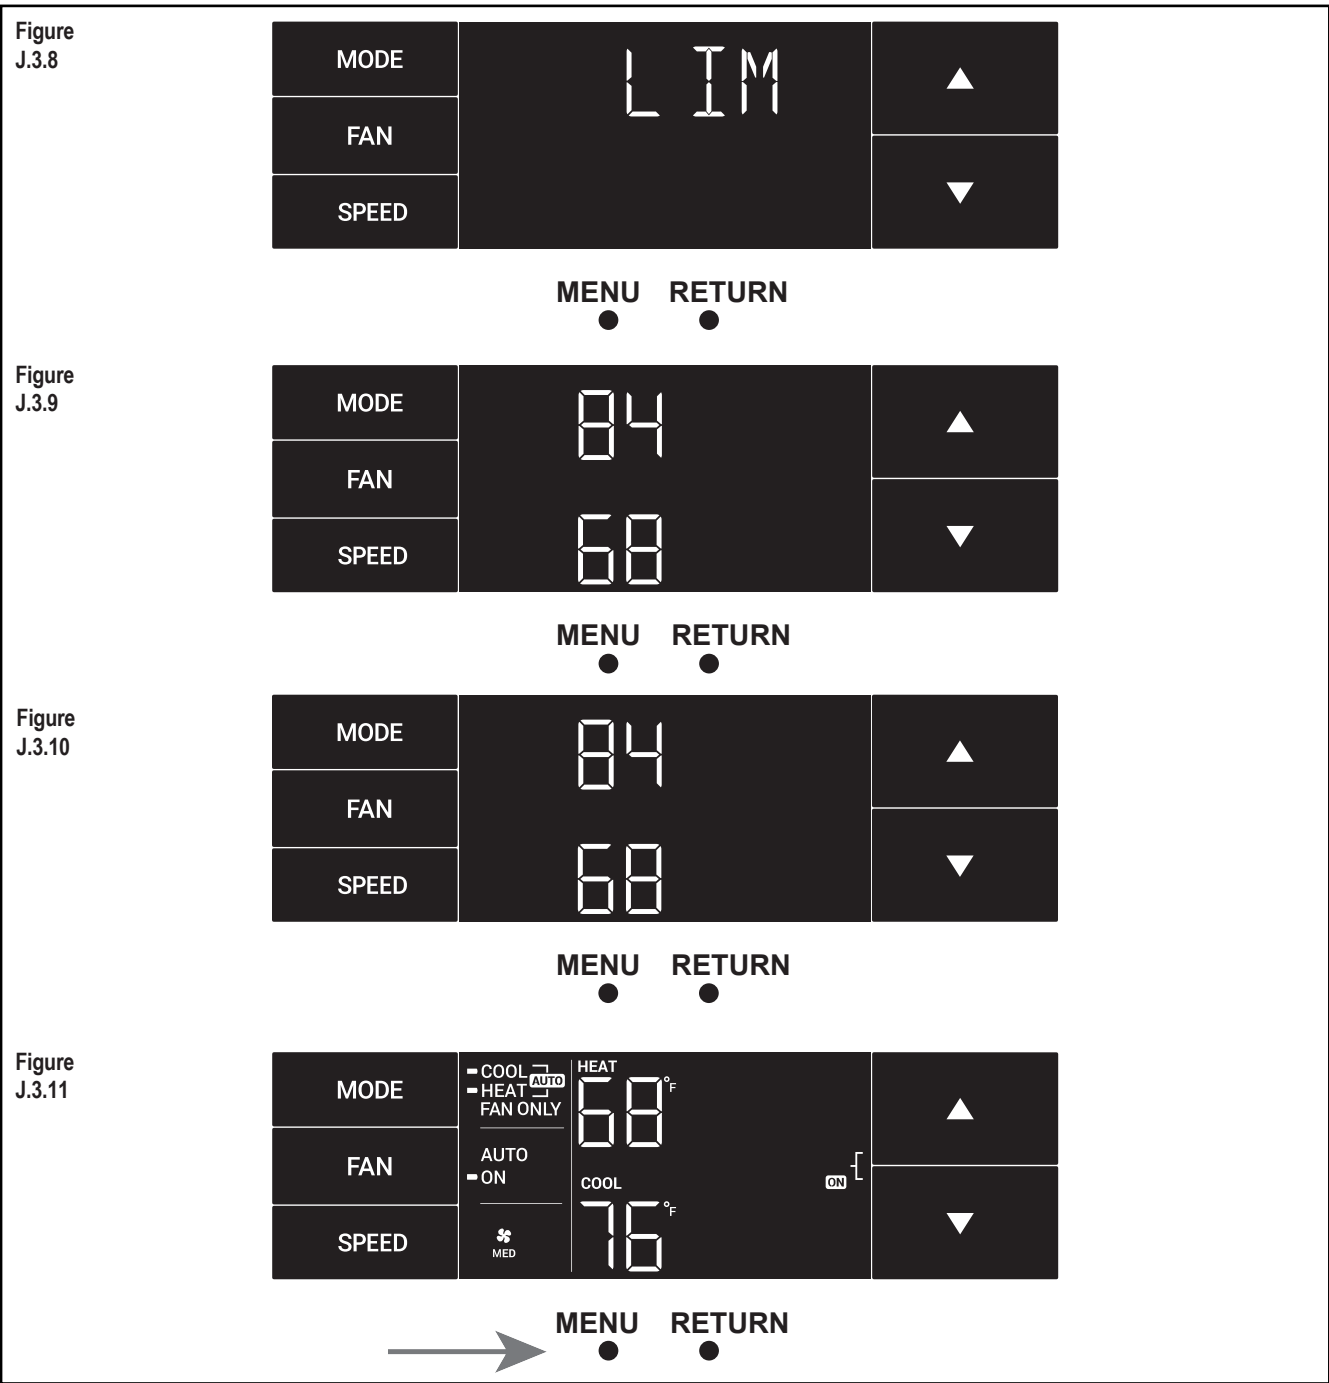 Figure
J.3.8
MODE
FAN
SPEED
LIM
▲
▼
MENU RETURN
Figure
J.3.9
MODE
FAN
SPEED
84
68
▲
▼
MENU RETURN
Figure
J.3.10
MODE
FAN
SPEED
84
68
▲
▼
MENU RETURN
Figure
J.3.11
MODE
FAN
SPEED
COOL
HEAT
AUTO
FAN ONLY
AUTO
ON
MED
HEAT
68°F
COOL
76°F
ON
▲
▼
MENU RETURN